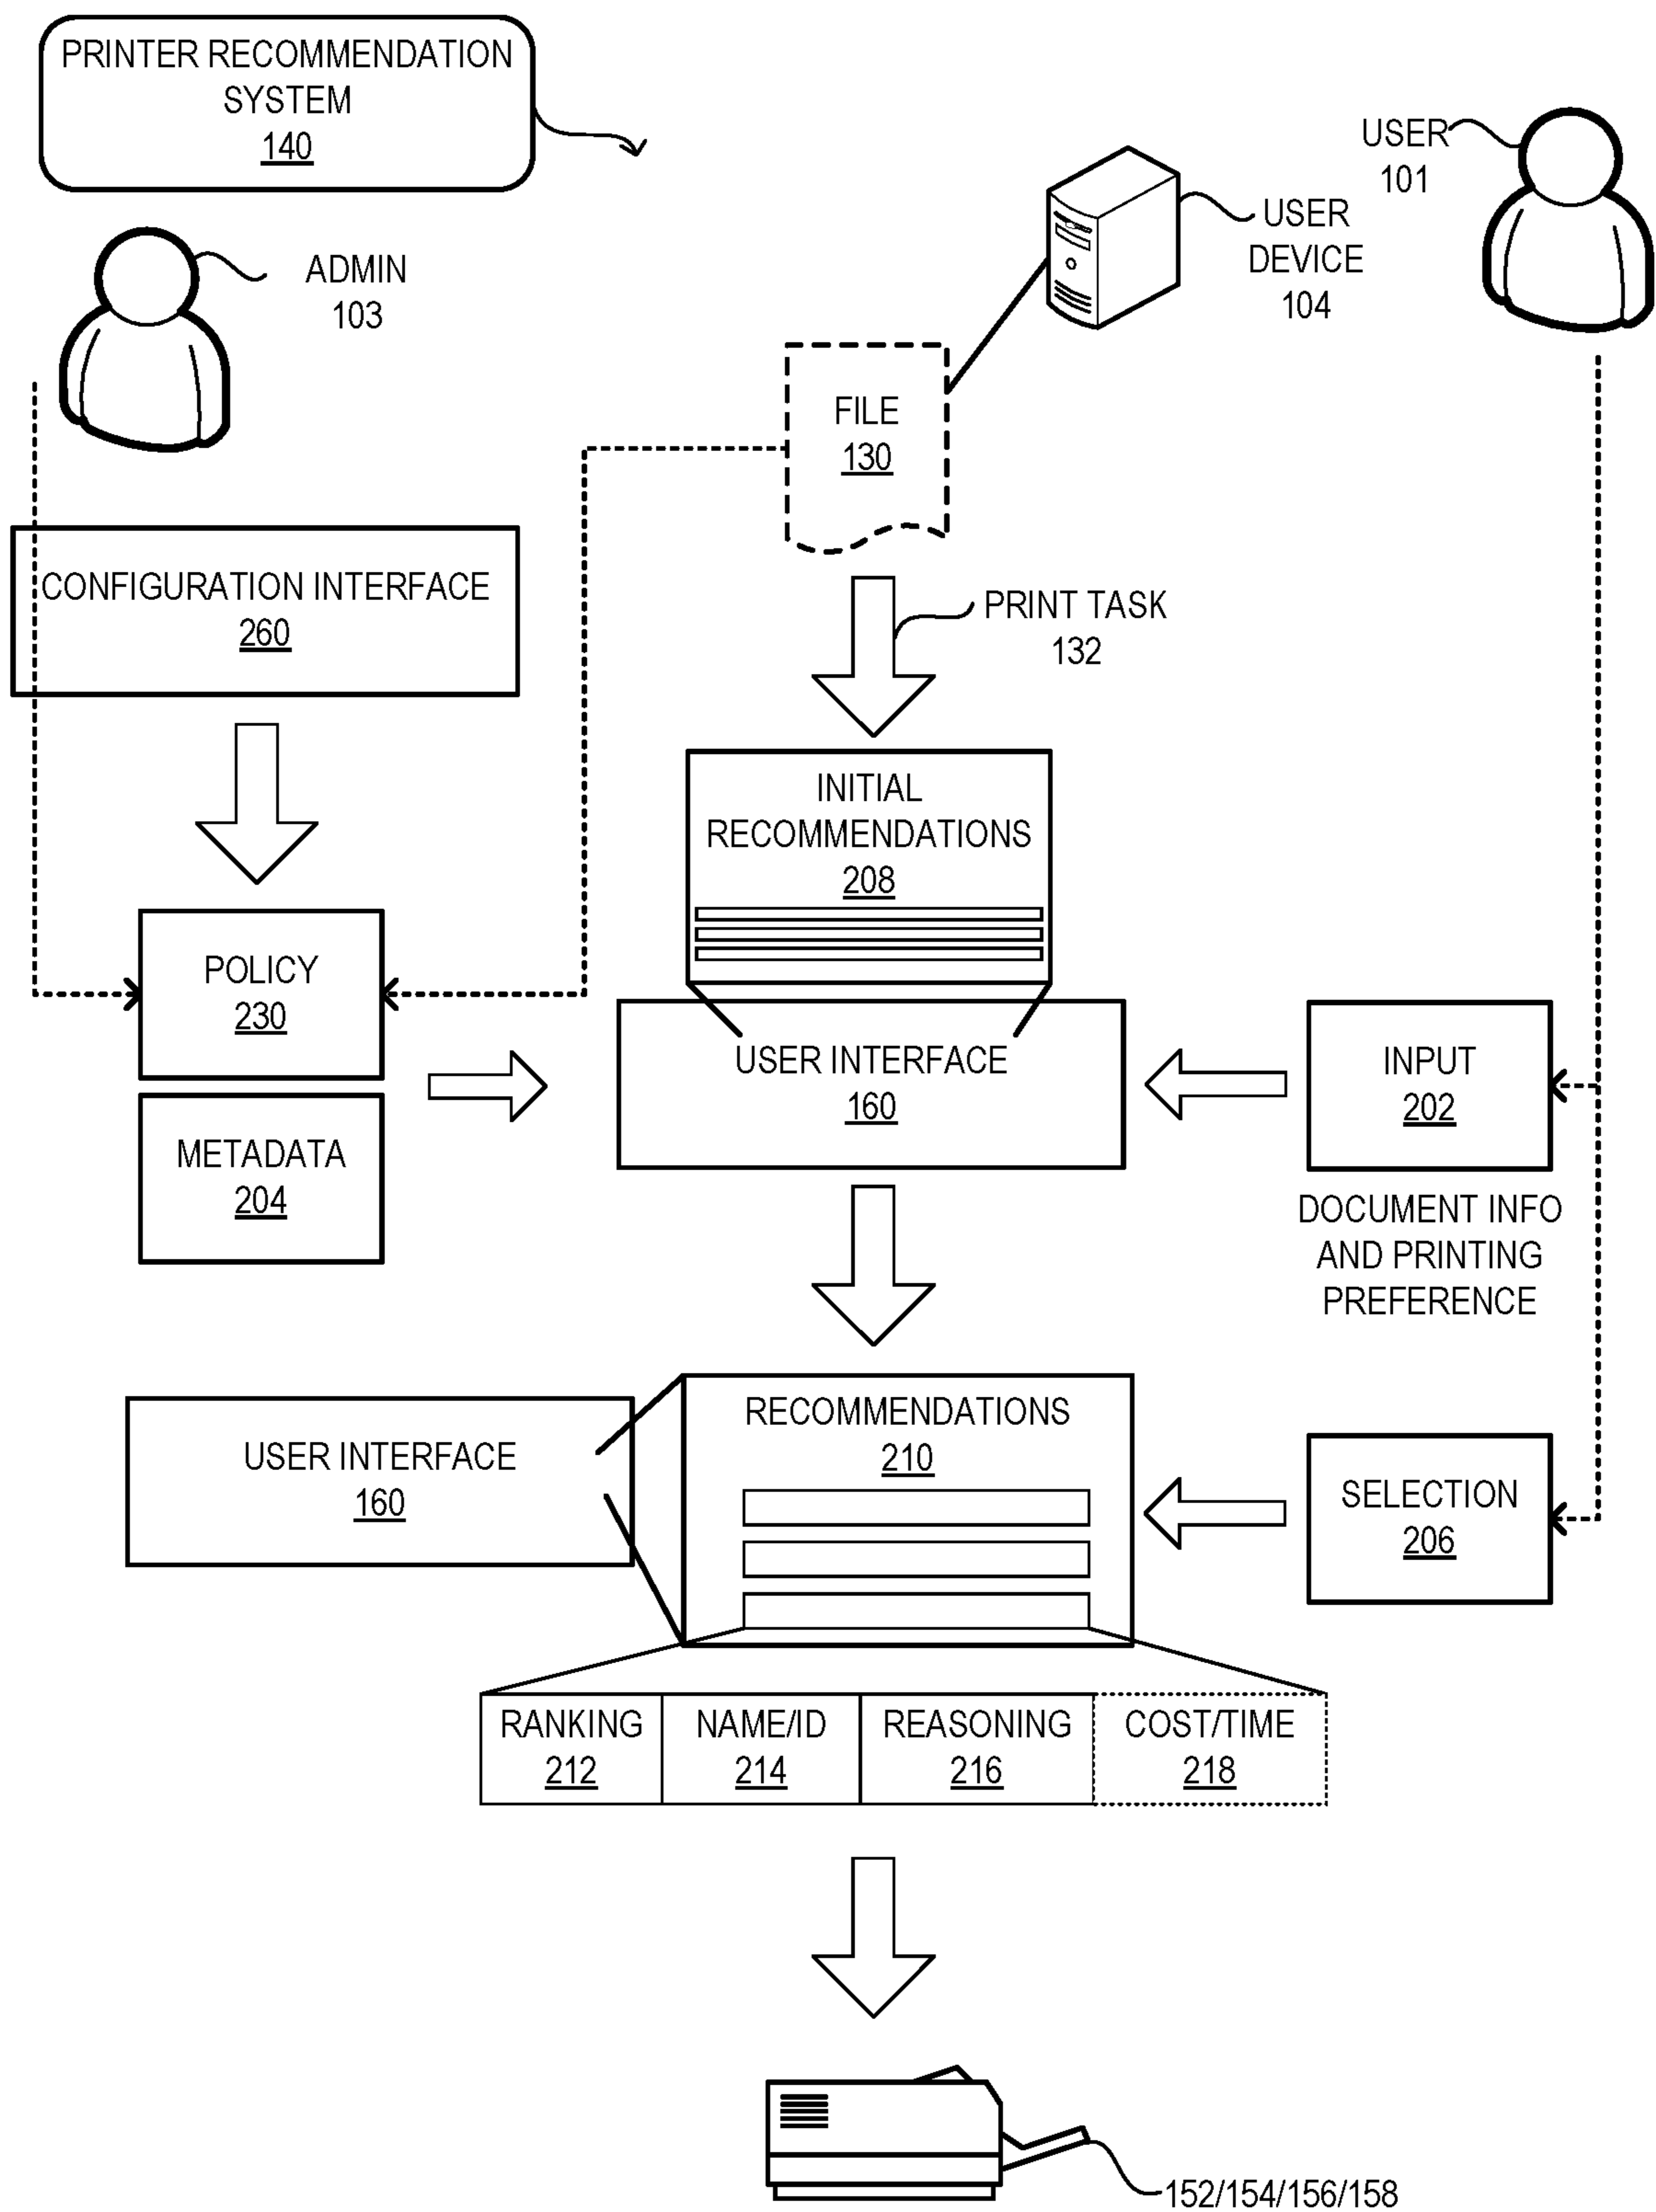 PRINTER RECOMMENDATION
SYSTEM
140
USER
101
USER
DEVICE
104
ADMIN
103
FILE
130
CONFIGURATION INTERFACE
260
PRINT TASK
132
INITIAL
RECOMMENDATIONS
208
POLICY
230
USER INTERFACE
160
INPUT
202
METADATA
204
DOCUMENT INFO
AND PRINTING
PREFERENCE
RECOMMENDATIONS
210
USER INTERFACE
160
SELECTION
206
RANKING
212
NAME/ID
214
REASONING
216
COST/TIME
218
152/154/156/158